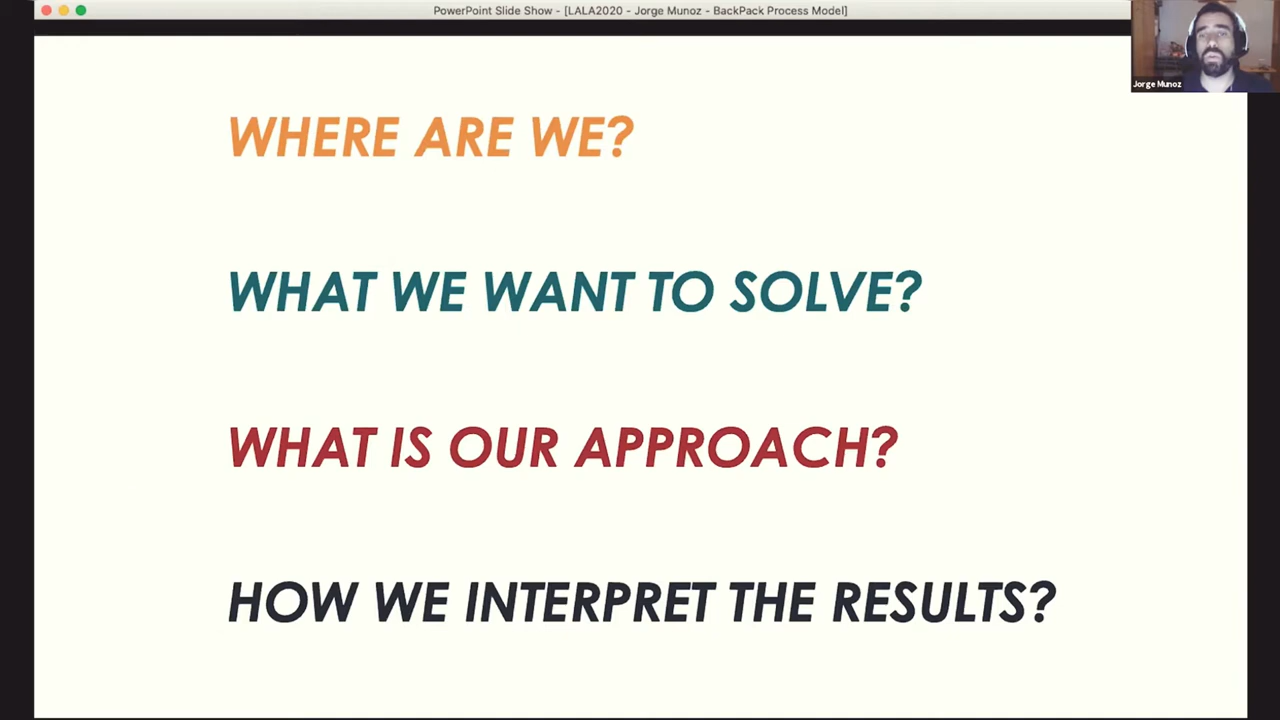 PowerPoint Slide Show - [LALA2020 - Jorge Munoz - BackPack Process Model]
Jorge Munoz
WHERE ARE WE?
WHAT WE WANT TO SOLVE?
WHAT IS OUR APPROACH?
HOW WE INTERPRET THE RESULTS?